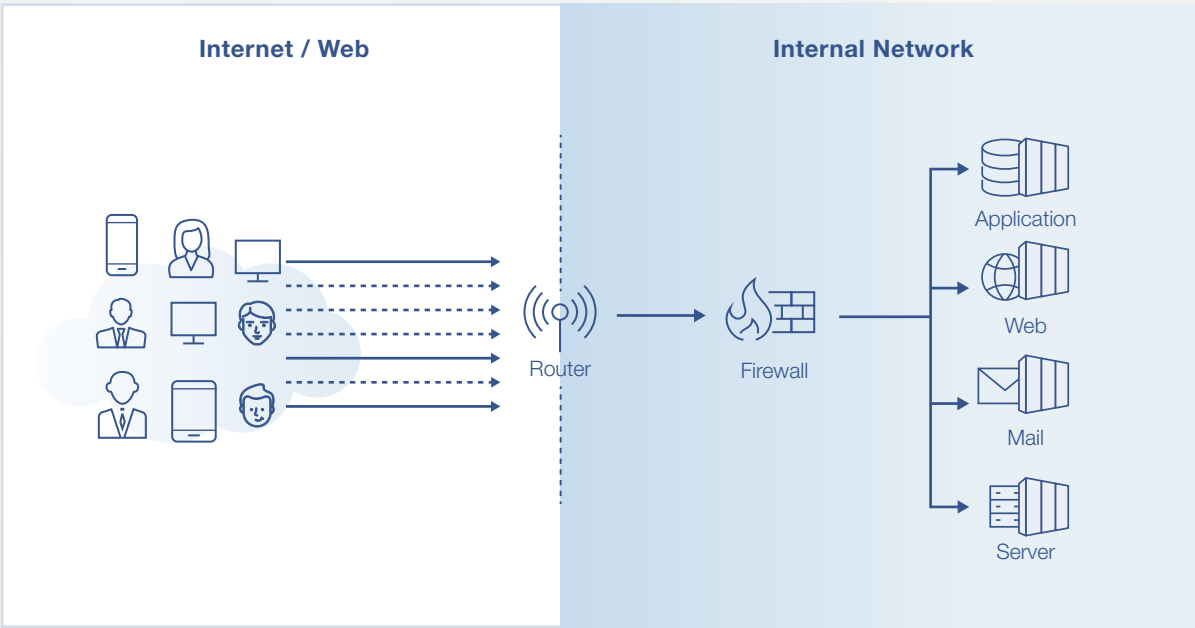 Internet / Web
Internal Network
Application
Web
Router
Firewall
Mail
Server